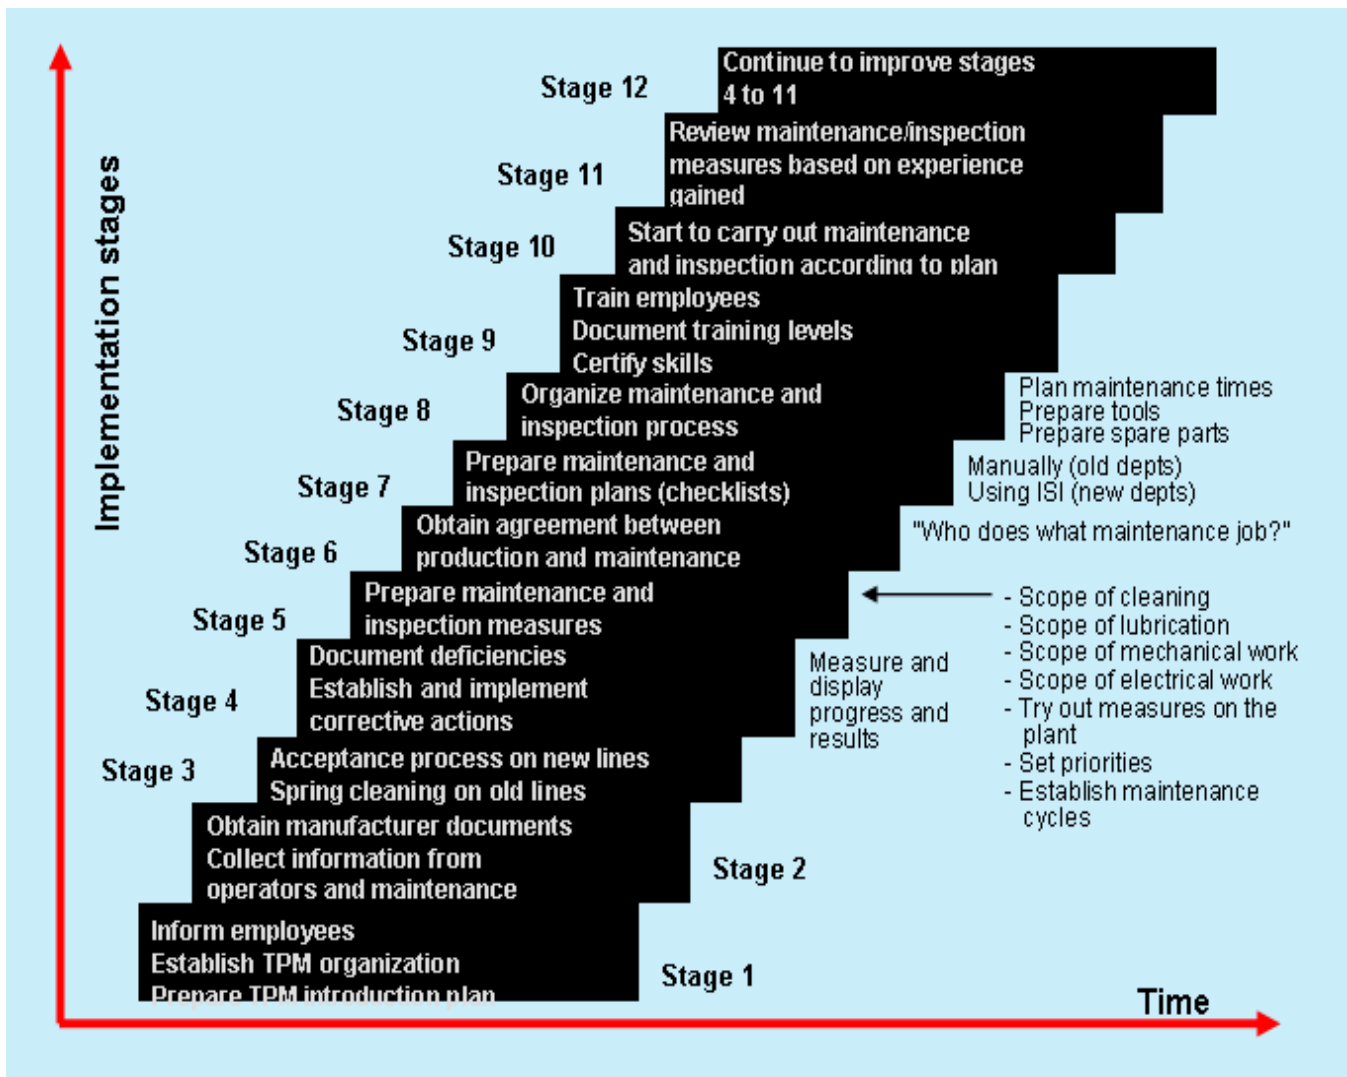 Implementation stages
Stage 12
Continue to improve stages
4 to 11
Stage 11
Review maintenance/inspection
measures based on experience
gained
Stage 10
Start to carry out maintenance
and inspection according to plan
Stage 9
Train employees
Document training levels
Certify skills
Stage 8
Organize maintenance and
inspection process
Plan maintenance times
Prepare tools
Prepare spare parts
Stage 7
Prepare maintenance and
inspection plans (checklists)
Manually (old depts)
Using ISI (new depts)
Stage 6
Obtain agreement between
production and maintenance
"Who does what maintenance job?"
Stage 5
Prepare maintenance and
inspection measures
- Scope of cleaning
- Scope of lubrication
- Scope of mechanical work
- Scope of electrical work
- Try out measures on the
plant
- Set priorities
- Establish maintenance
cycles
Stage 4
Document deficiencies
Establish and implement
corrective actions
Measure and
display
progress and
results
Stage 3
Acceptance process on new lines
Spring cleaning on old lines
Obtain manufacturer documents
Collect information from
operators and maintenance
Stage 2
Inform employees
Establish TPM organization
Prepare TPM introduction plan
Stage 1
Time